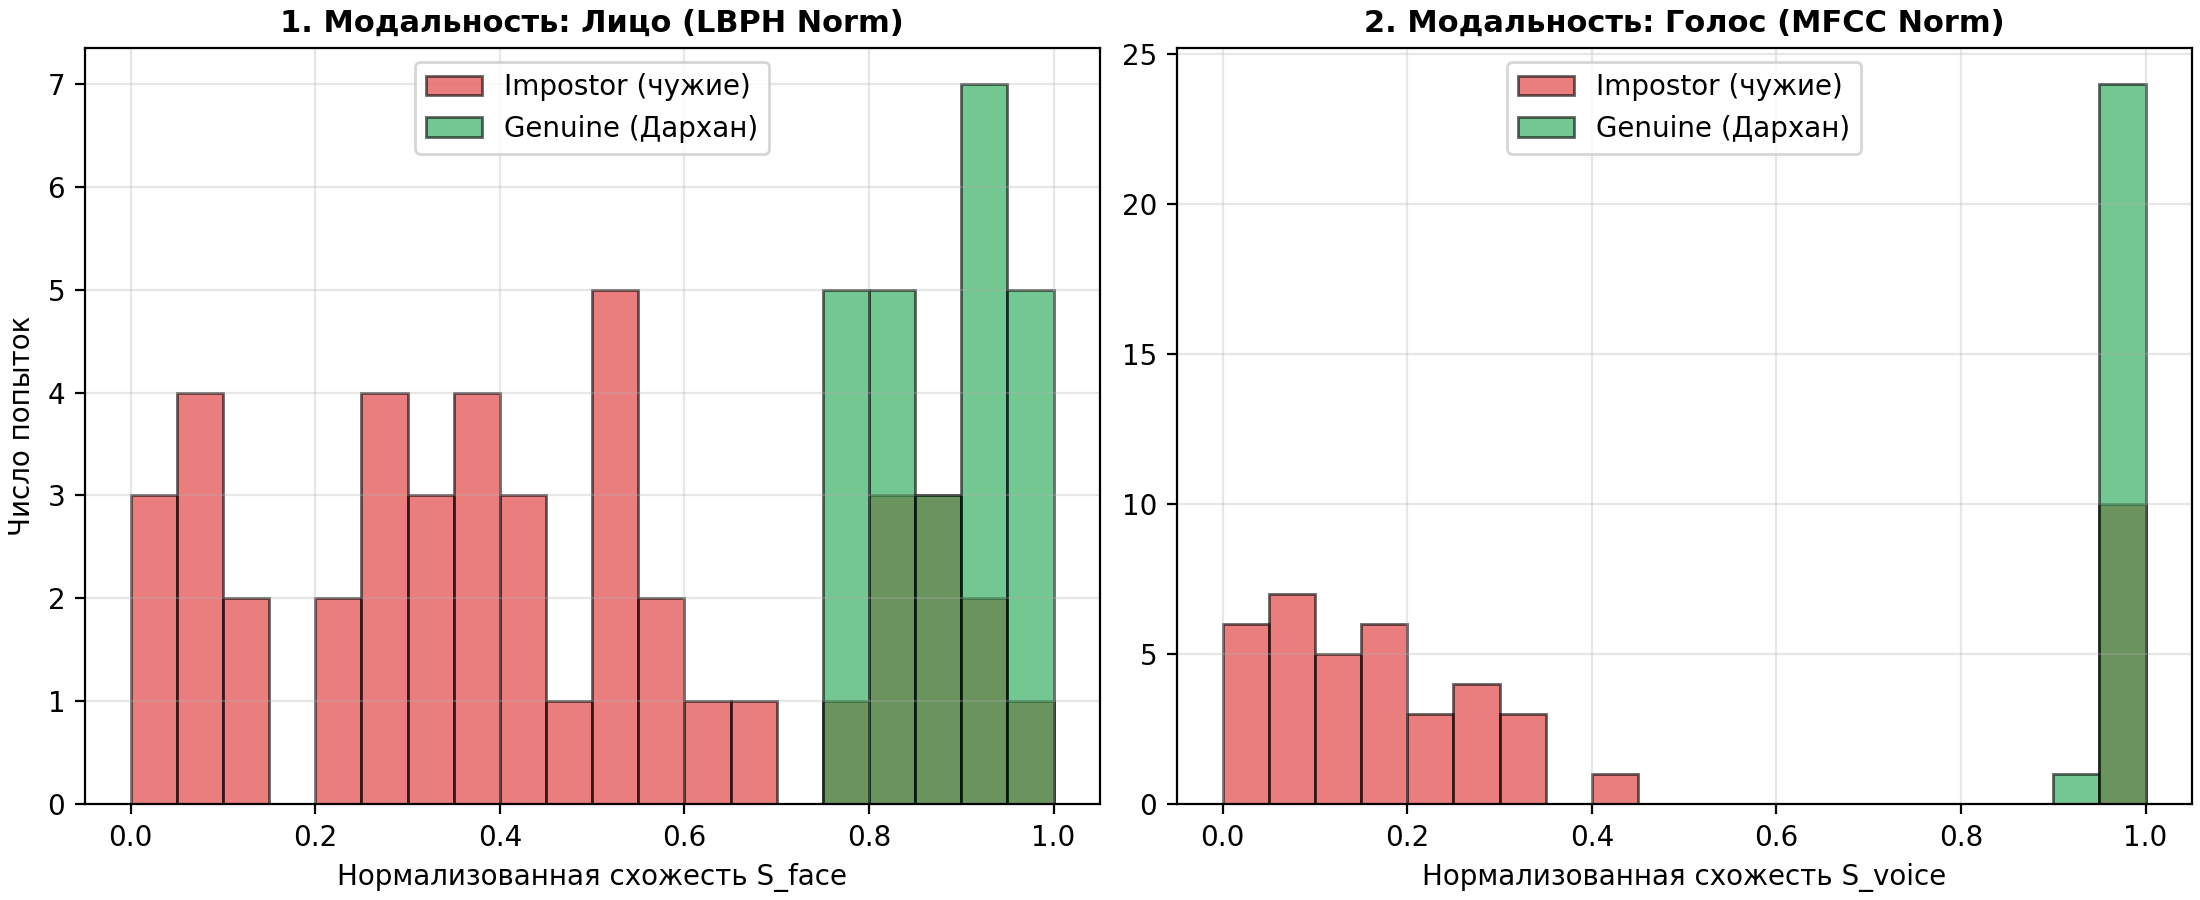 1. Модальность: Лицо (LBPH Norm)
Impostor (чужие)
Genuine (Дархан)
Число попыток
7
6
5
4
3
2
1
0
0.0 0.2 0.4 0.6 0.8 1.0
Нормализованная схожесть S_face
2. Модальность: Голос (MFCC Norm)
Impostor (чужие)
Genuine (Дархан)
25
20
15
10
5
0
0.0 0.2 0.4 0.6 0.8 1.0
Нормализованная схожесть S_voice